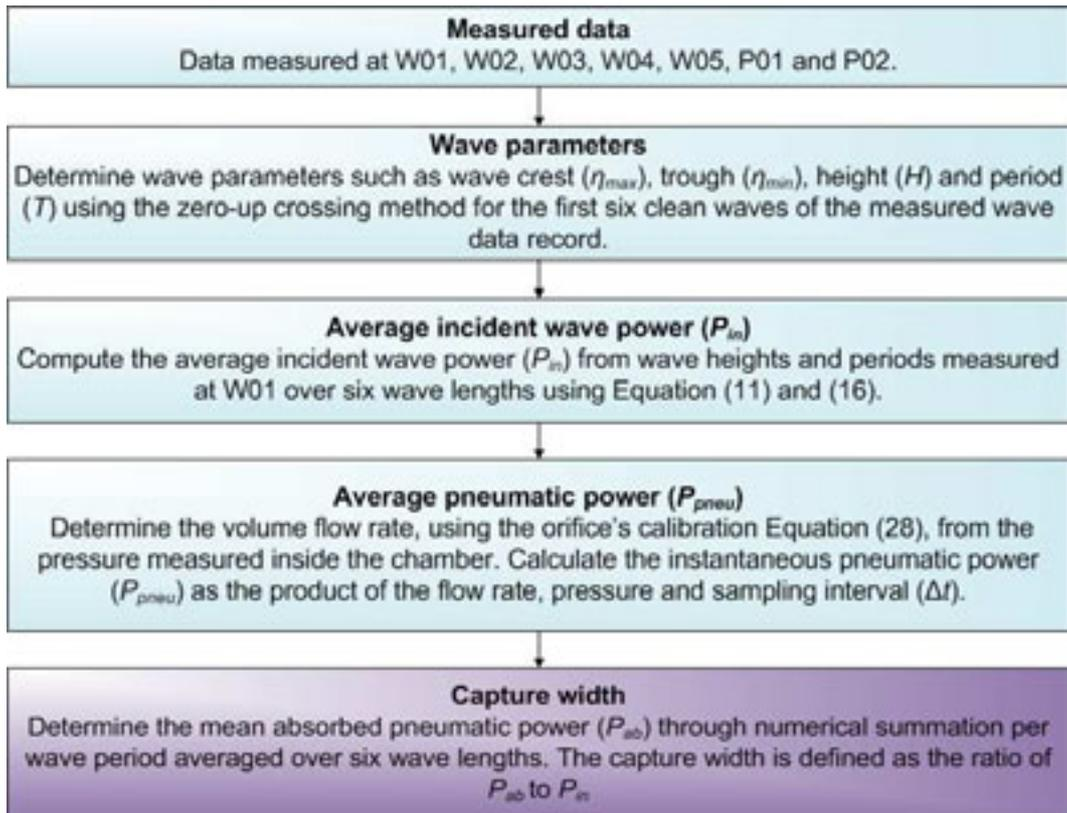 Measured data
Data measured at W01, W02, W03, W04, W05, P01 and P02.
Wave parameters
Determine wave parameters such as wave crest (ηmax), trough (ηmin), height (H) and period
(T) using the zero-up crossing method for the first six clean waves of the measured wave
data record.
Average incident wave power (Pin)
Compute the average incident wave power (Pin) from wave heights and periods measured
at W01 over six wave lengths using Equation (11) and (16).
Average pneumatic power (Ppneu)
Determine the volume flow rate, using the orifice's calibration Equation (28), from the
pressure measured inside the chamber. Calculate the instantaneous pneumatic power
(Ppneu) as the product of the flow rate, pressure and sampling interval (Δt).
Capture width
Determine the mean absorbed pneumatic power (Pab) through numerical summation per
wave period averaged over six wave lengths. The capture width is defined as the ratio of
Pab to Pin